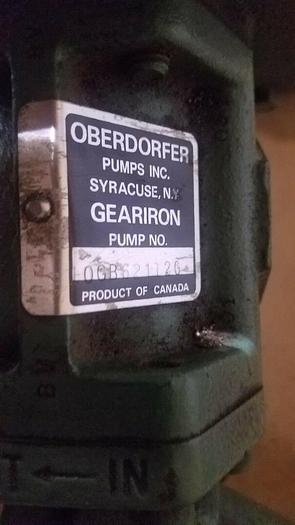 OBERDORFER
PUMPS INC.
SYRACUSE, N.Y.
GEARIRON
PUMP NO.
PRODUCT OF CANADA
← IN